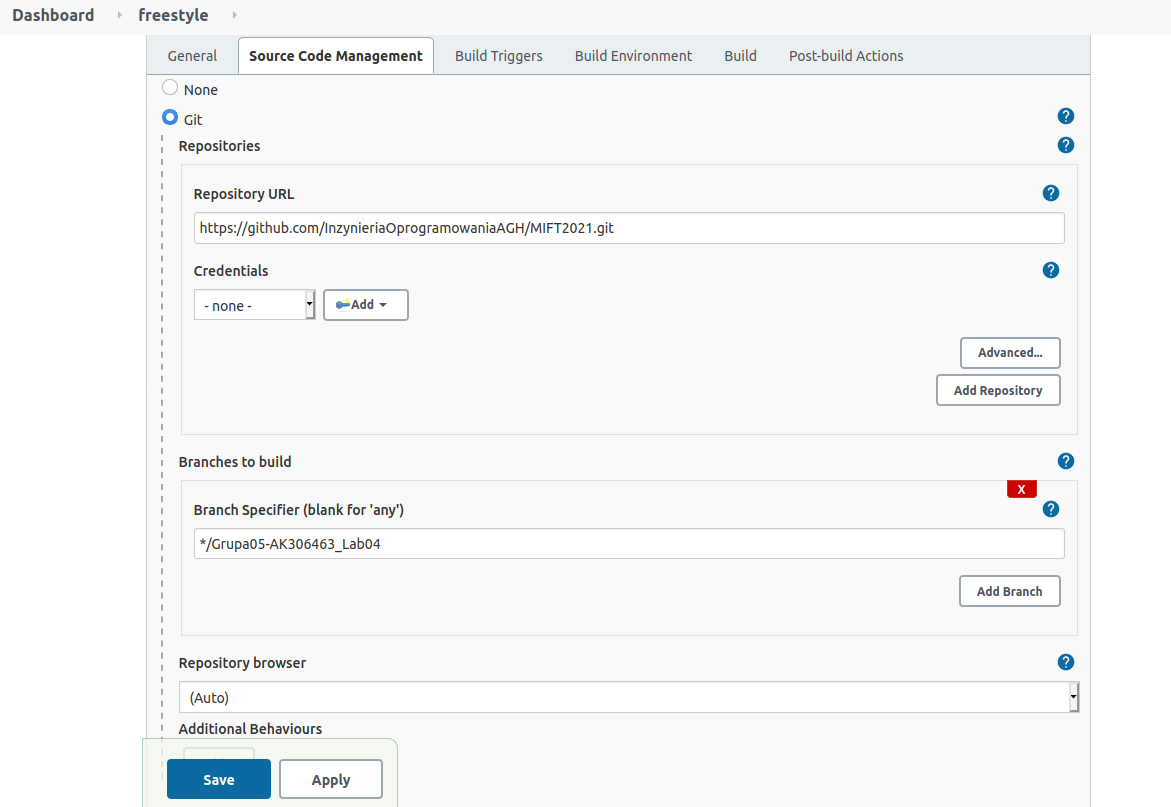 Dashboard freestyle
General Source Code Management Build Triggers Build Environment Build Post-build Actions
None
Git
?
Repositories
?
Repository URL
?
https://github.com/InzynieriaOprogramowaniaAGH/MIFT2021.git
Credentials
?
- none - Add
Advanced...
Add Repository
Branches to build
?
X
Branch Specifier (blank for 'any')
?
*/Grupa05-AK306463_Lab04
Add Branch
Repository browser
?
(Auto)
Additional Behaviours
Save Apply